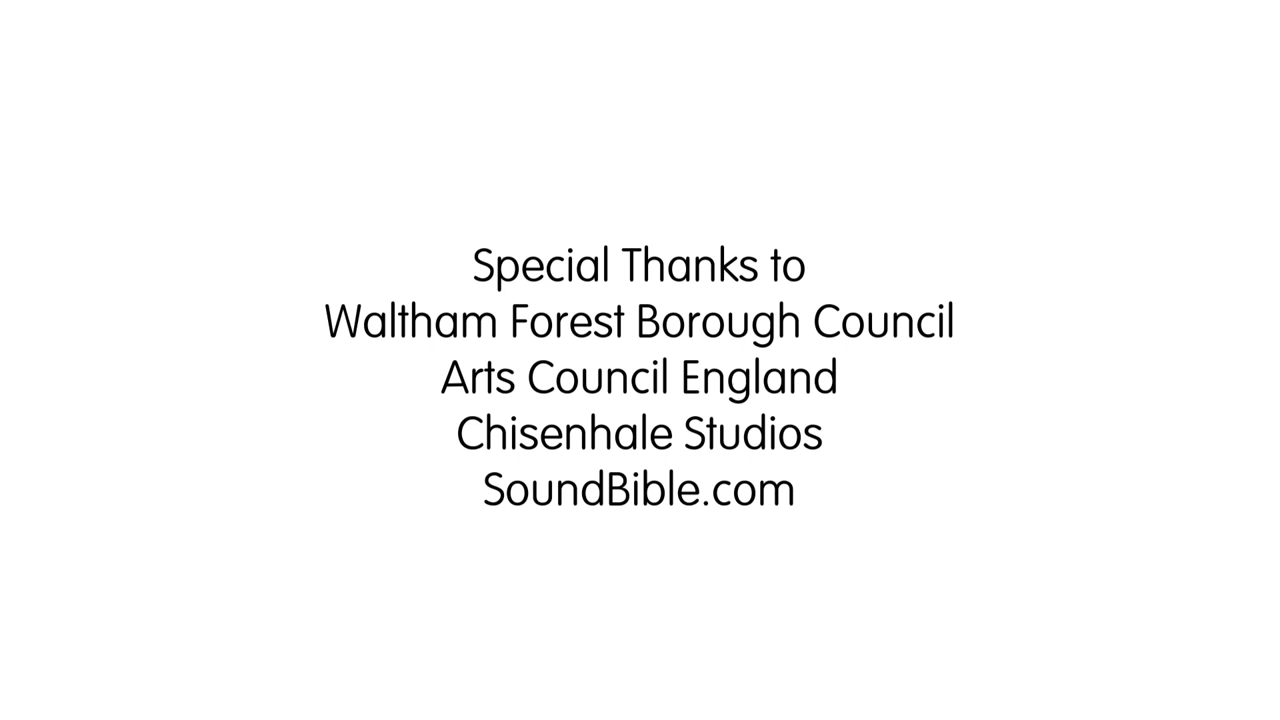 Special Thanks to
Waltham Forest Borough Council
Arts Council England
Chisenhale Studios
SoundBible.com